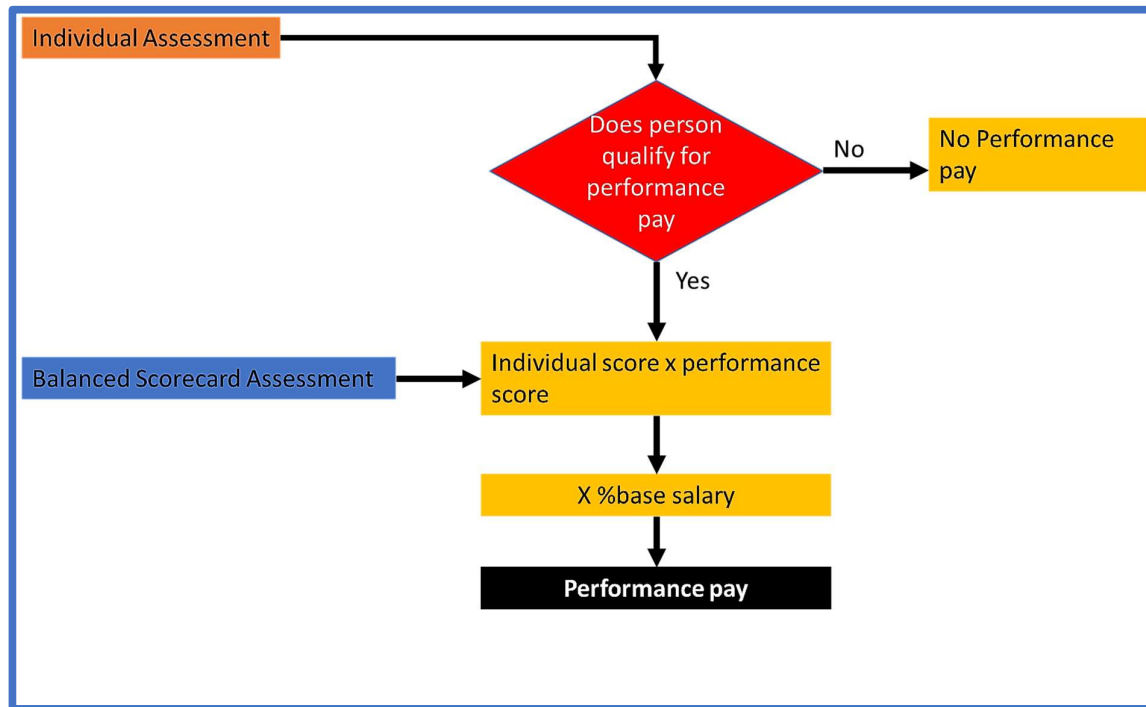 Individual Assessment
Does person
qualify for
performance
pay
No
No Performance
pay
Yes
Balanced Scorecard Assessment
Individual score x performance
score
X %base salary
Performance pay